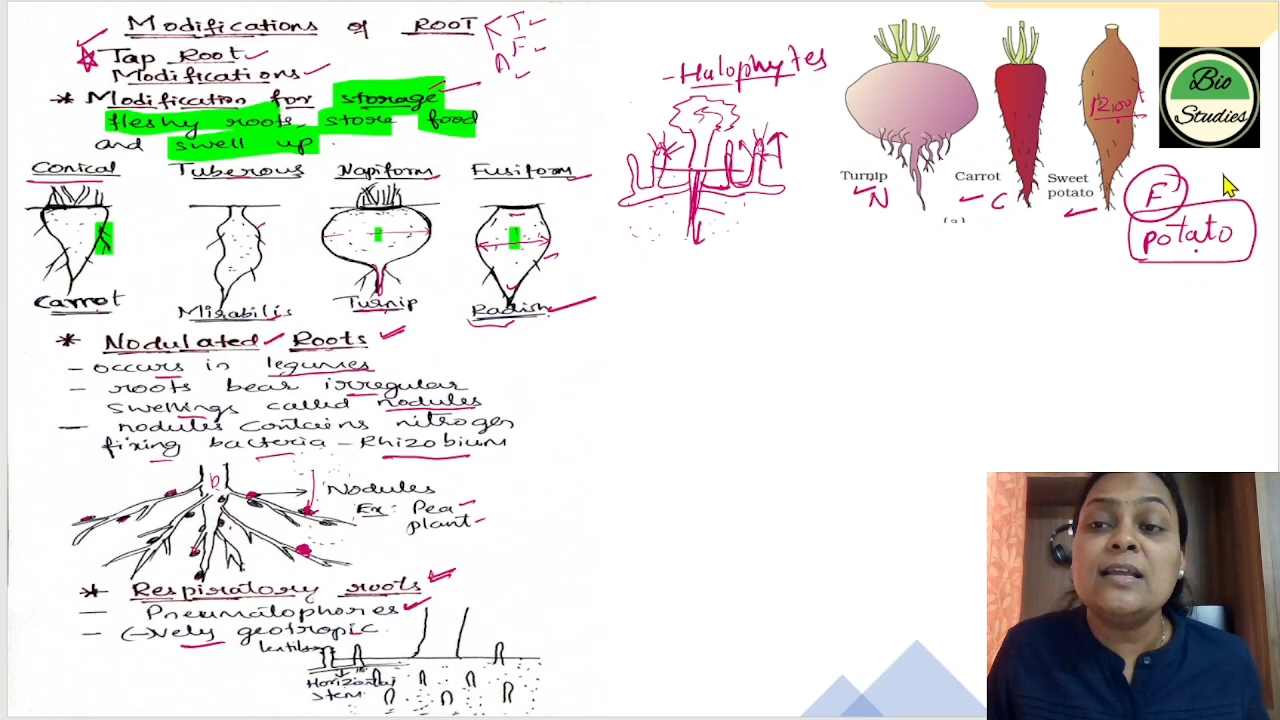 Modifications of ROOT
T
F
Tap Root
Modifications
* Modification for storage
fleshy roots, store food
and swell up.
Conical Tuberous Napiform Fusiform
Carrot Mirabilis Turnip Radish
* Nodulated Roots
- occurs in legumes
- roots bear irregular
swellings called nodules
- nodules contains nitrogen
fixing bacteria - Rhizobium
Nodules
Ex: Pea
plant
* Respiratory roots
- Pneumatophores
- (-)vely geotropic.
Horizontal
stem
- Halophytes
Turnip
N
Carrot
C
Sweet
potato
(a)
F
potato
Bio
Studies